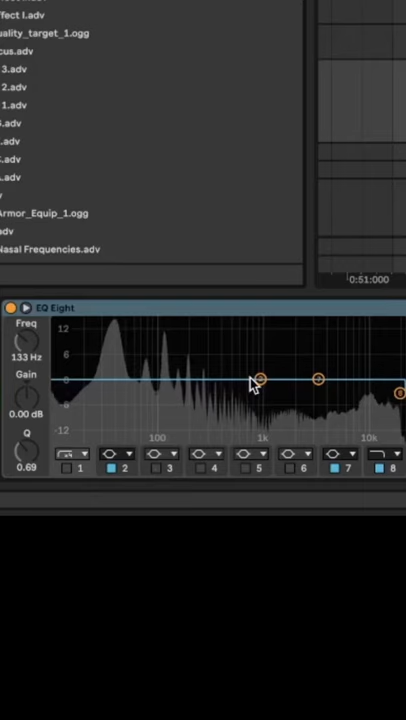 ffect I.adv
uality_target_1.ogg
cus.adv
3.adv
2.adv
1.adv
.adv
.adv
.adv
Armor_Equip_1.ogg
adv
Nasal Frequencies.adv
0:51:000
EQ Eight
Freq
133 Hz
Gain
0.00 dB
Q
0.69
12
6
0
-6
-12
100
1k
10k
1
2
3
4
5
6
7
8